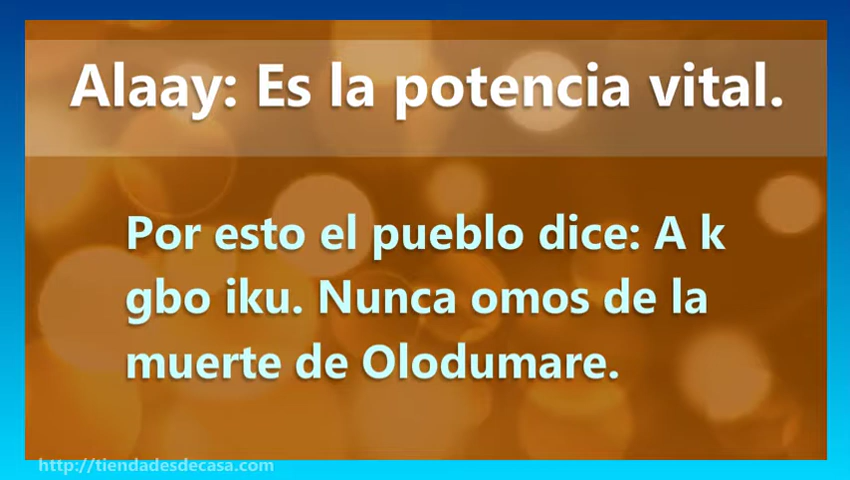 Alaay: Es la potencia vital.
Por esto el pueblo dice: A k
gbo iku. Nunca omos de la
muerte de Olodumare.
http://tiendadesdecasa.com